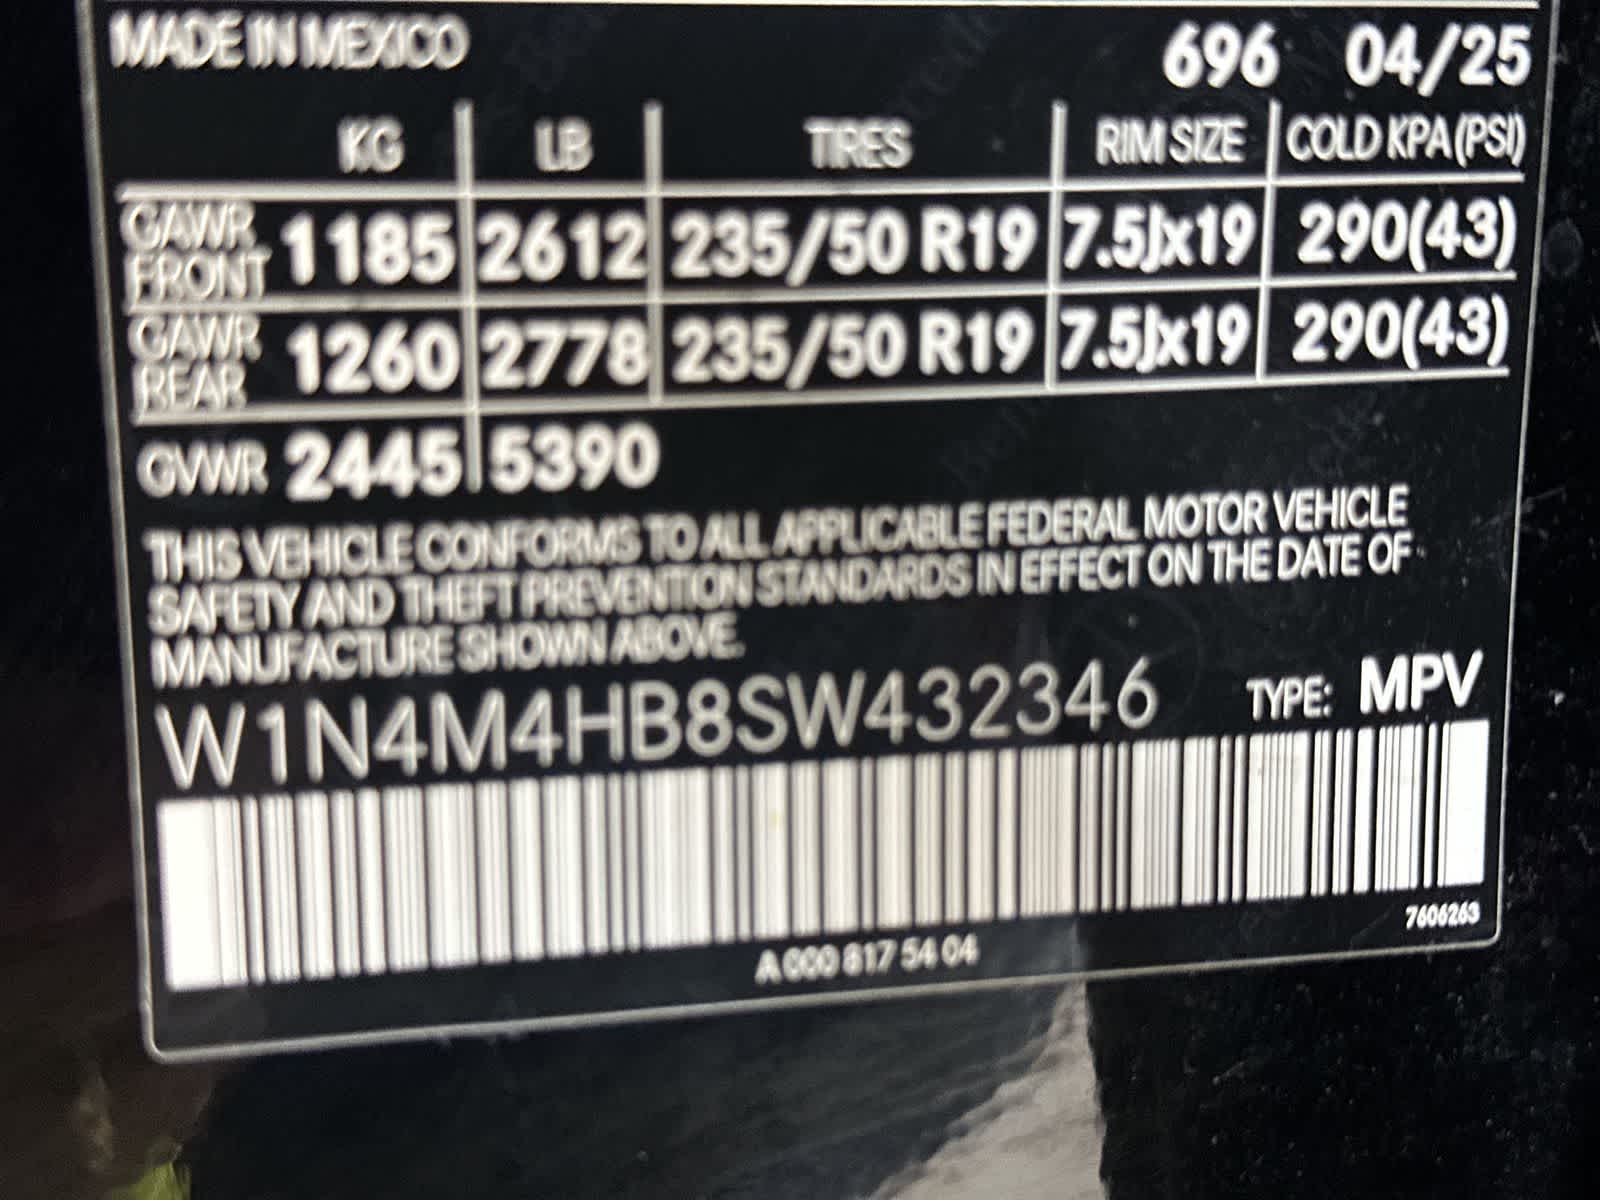 MADE IN MEXICO 696 04/25
KG LB TIRES RIM SIZE COLD KPA(PSI)
GAWR FRONT 1185 2612 235/50 R19 7.5Jx19 290(43)
GAWR REAR 1260 2778 235/50 R19 7.5Jx19 290(43)
GVWR 2445 5390
THIS VEHICLE CONFORMS TO ALL APPLICABLE FEDERAL MOTOR VEHICLE
SAFETY AND THEFT PREVENTION STANDARDS IN EFFECT ON THE DATE OF
MANUFACTURE SHOWN ABOVE.
W1N4M4HB8SW432346 TYPE: MPV
7606263
A 000 817 54 04